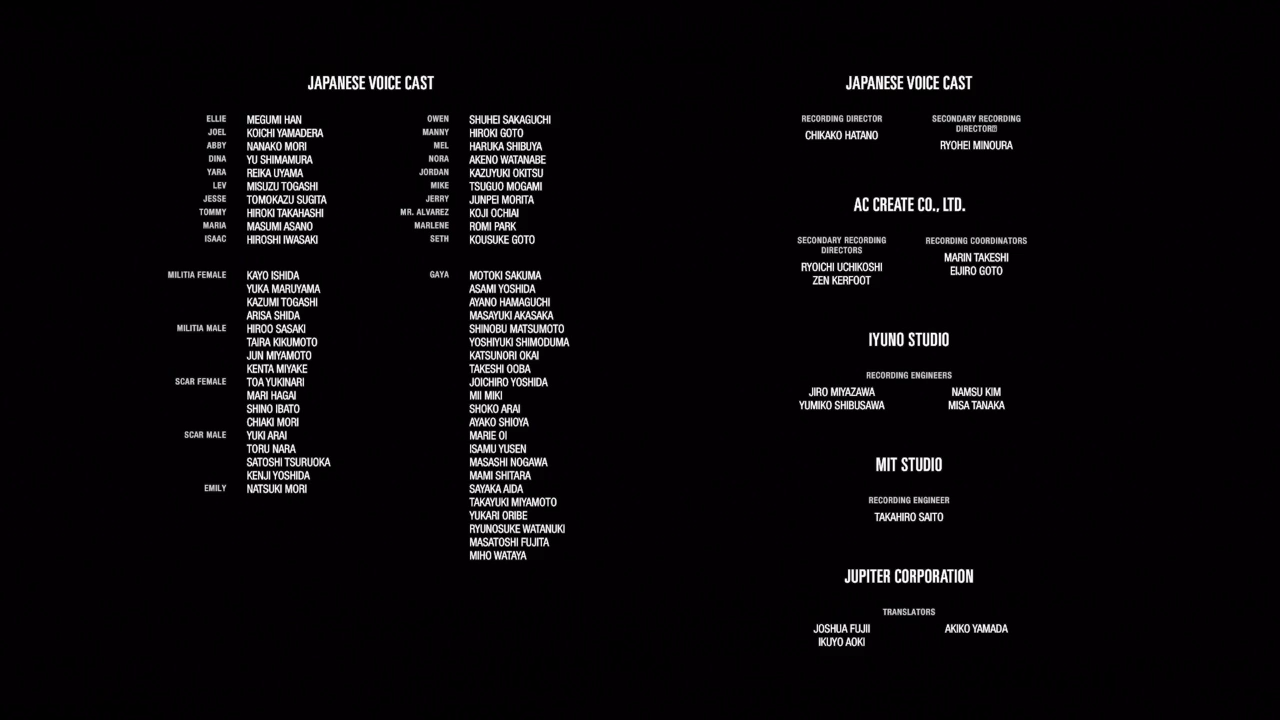 JAPANESE VOICE CAST
ELLIE MEGUMI HAN
JOEL KOICHI YAMADERA
ABBY NANAKO MORI
DINA YU SHIMAMURA
YARA REIKA UYAMA
LEV MISUZU TOGASHI
JESSE TOMOKAZU SUGITA
TOMMY HIROKI TAKAHASHI
MARIA MASUMI ASANO
ISAAC HIROSHI IWASAKI
OWEN SHUHEI SAKAGUCHI
MANNY HIROKI GOTO
MEL HARUKA SHIBUYA
NORA AKENO WATANABE
JORDAN KAZUYUKI OKITSU
MIKE TSUGUO MOGAMI
JERRY JUNPEI MORITA
MR. ALVAREZ KOJI OCHIAI
MARLENE ROMI PARK
SETH KOUSUKE GOTO
MILITIA FEMALE KAYO ISHIDA
YUKA MARUYAMA
KAZUMI TOGASHI
ARISA SHIDA
MILITIA MALE HIROO SASAKI
TAIRA KIKUMOTO
JUN MIYAMOTO
KENTA MIYAKE
SCAR FEMALE TOA YUKINARI
MARI HAGAI
SHINO IBATO
CHIAKI MORI
SCAR MALE YUKI ARAI
TORU NARA
SATOSHI TSURUOKA
KENJI YOSHIDA
EMILY NATSUKI MORI
GAYA MOTOKI SAKUMA
ASAMI YOSHIDA
AYANO HAMAGUCHI
MASAYUKI AKASAKA
SHINOBU MATSUMOTO
YOSHIYUKI SHIMODUMA
KATSUNORI OKAI
TAKESHI OOBA
JOICHIRO YOSHIDA
MII MIKI
SHOKO ARAI
AYAKO SHIOYA
MARIE OI
ISAMU YUSEN
MASASHI NOGAWA
MAMI SHITARA
SAYAKA AIDA
TAKAYUKI MIYAMOTO
YUKARI ORIBE
RYUNOSUKE WATANUKI
MASATOSHI FUJITA
MIHO WATAYA
JAPANESE VOICE CAST
RECORDING DIRECTOR
CHIKAKO HATANO
SECONDARY RECORDING
DIRECTOR
RYOHEI MINOURA
AC CREATE CO., LTD.
SECONDARY RECORDING
DIRECTORS
RYOICHI UCHIKOSHI
ZEN KERFOOT
RECORDING COORDINATORS
MARIN TAKESHI
EIJIRO GOTO
IYUNO STUDIO
RECORDING ENGINEERS
JIRO MIYAZAWA
YUMIKO SHIBUSAWA
NAMSU KIM
MISA TANAKA
MIT STUDIO
RECORDING ENGINEER
TAKAHIRO SAITO
JUPITER CORPORATION
TRANSLATORS
JOSHUA FUJII
IKUYO AOKI
AKIKO YAMADA